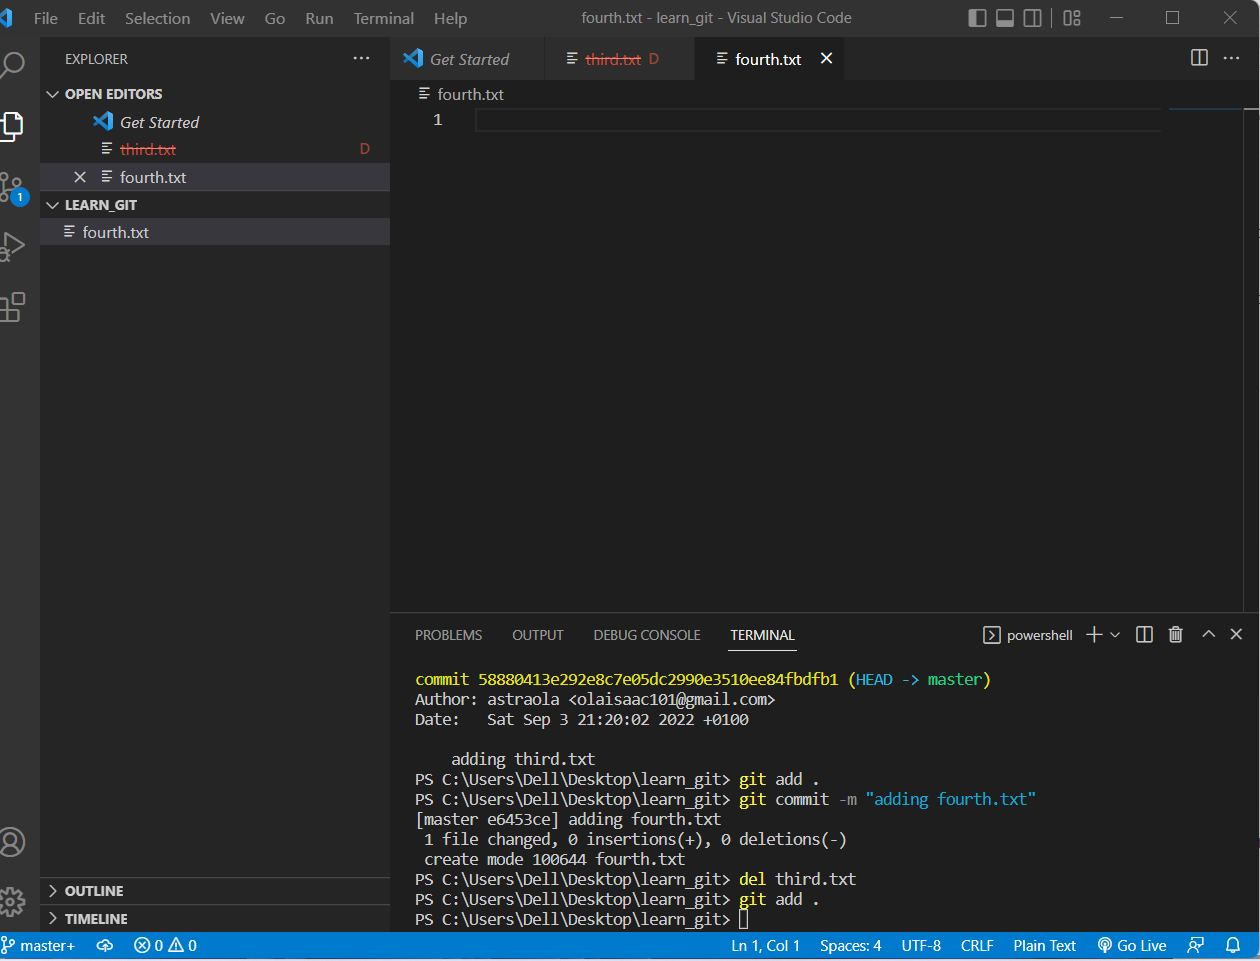 File Edit Selection View Go Run Terminal Help fourth.txt - learn_git - Visual Studio Code
EXPLORER
Get Started third.txt D fourth.txt
OPEN EDITORS
Get Started
third.txt D
fourth.txt
LEARN_GIT
fourth.txt
OUTLINE
TIMELINE
fourth.txt
1
1
PROBLEMS OUTPUT DEBUG CONSOLE TERMINAL powershell
commit 58880413e292e8c7e05dc2990e3510ee84fbdfb1 (HEAD -> master)
Author: astraola <olaisaac101@gmail.com>
Date:   Sat Sep 3 21:20:02 2022 +0100
adding third.txt
PS C:\Users\Dell\Desktop\learn_git> git add .
PS C:\Users\Dell\Desktop\learn_git> git commit -m "adding fourth.txt"
[master e6453ce] adding fourth.txt
1 file changed, 0 insertions(+), 0 deletions(-)
create mode 100644 fourth.txt
PS C:\Users\Dell\Desktop\learn_git> del third.txt
PS C:\Users\Dell\Desktop\learn_git> git add .
PS C:\Users\Dell\Desktop\learn_git>
master+ 0 0 Ln 1, Col 1 Spaces: 4 UTF-8 CRLF Plain Text Go Live